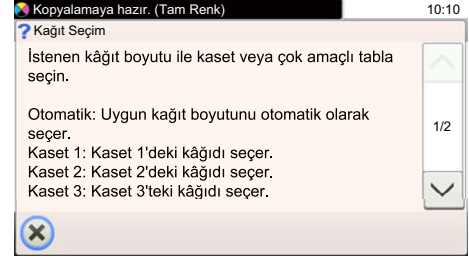 Kopyalamaya hazır. (Tam Renk)
10:10
Kağıt Seçim
İstenen kâğıt boyutu ile kaset veya çok amaçlı tabla
seçin.
Otomatik: Uygun kağıt boyutunu otomatik olarak
seçer.
Kaset 1: Kaset 1'deki kâğıdı seçer.
Kaset 2: Kaset 2'deki kâğıdı seçer.
Kaset 3: Kaset 3'teki kâğıdı seçer.
1/2